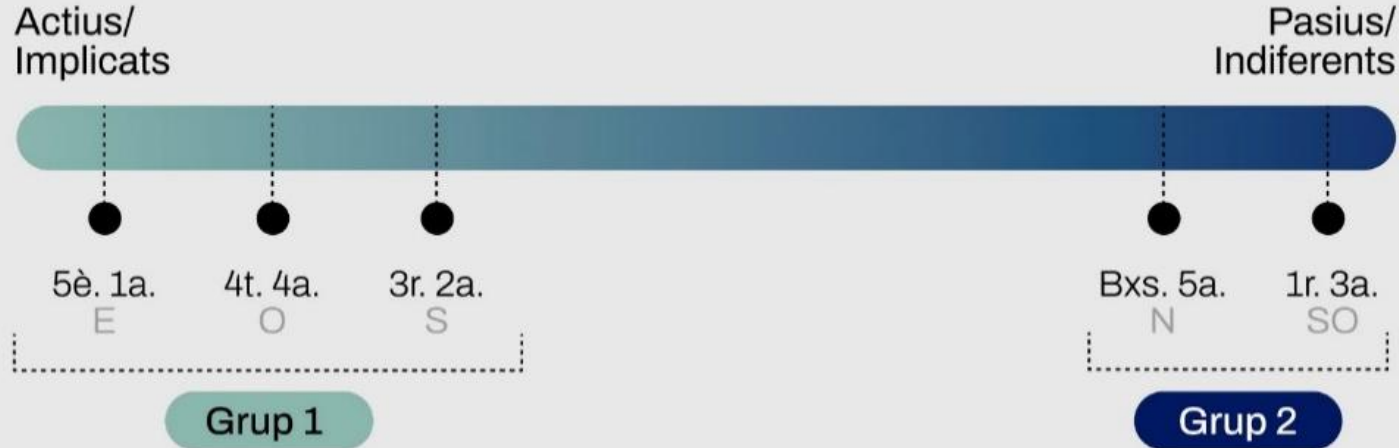 Actius/
Implicats
Pasius/
Indiferents
5è. 1a.
E
4t. 4a.
O
3r. 2a.
S
Bxs. 5a.
N
1r. 3a.
SO
Grup 1
Grup 2